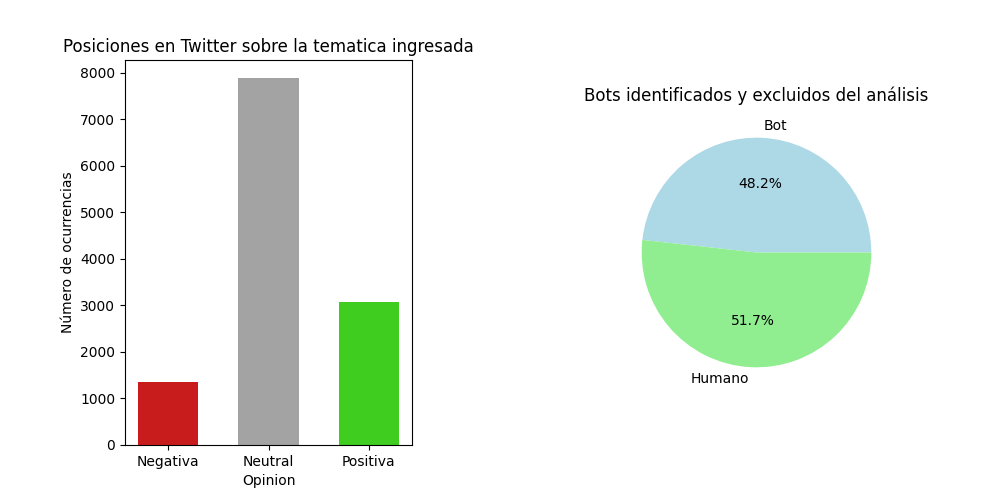 Posiciones en Twitter sobre la tematica ingresada
8000
7000
6000
5000
4000
3000
2000
1000
0
Número de ocurrencias
Negativa
Neutral
Positiva
Opinion
Bots identificados y excluidos del análisis
Bot
48.2%
51.7%
Humano